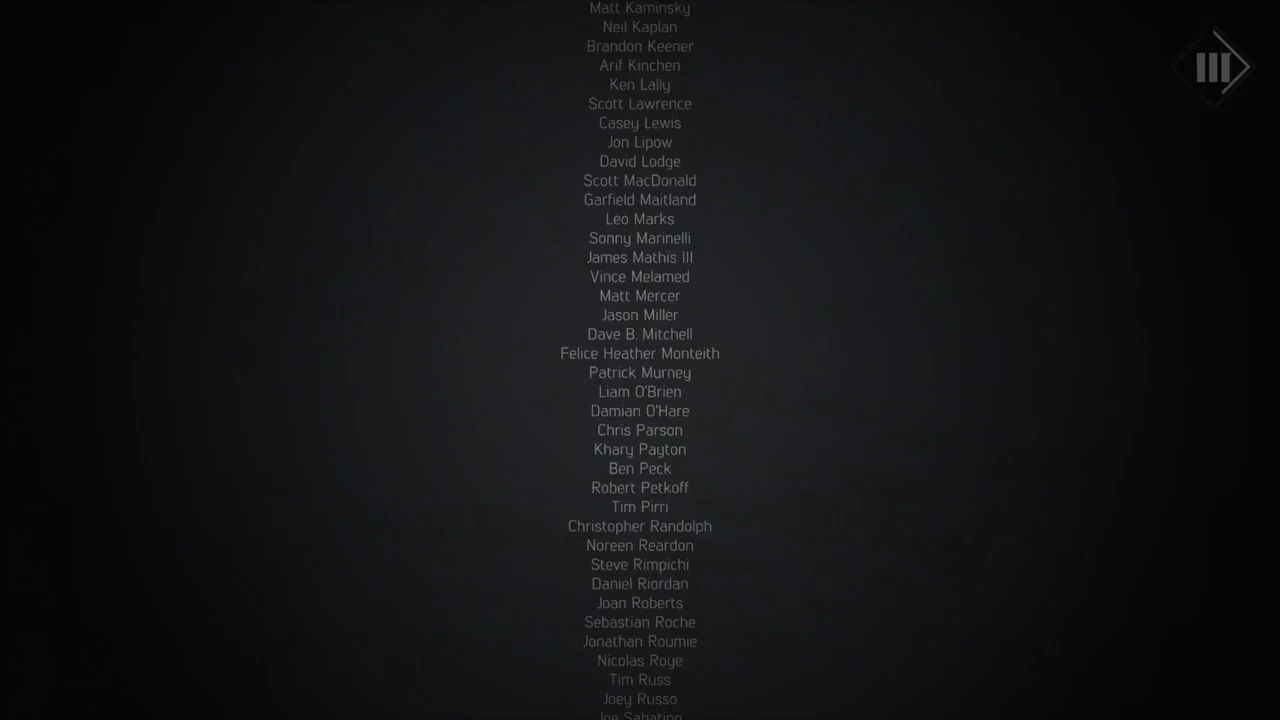 Matt Kaminsky
Neil Kaplan
Brandon Keener
Arif Kinchen
Ken Lally
Scott Lawrence
Casey Lewis
Jon Lipow
David Lodge
Scott MacDonald
Garfield Maitland
Leo Marks
Sonny Marinelli
James Mathis III
Vince Melamed
Matt Mercer
Jason Miller
Dave B. Mitchell
Felice Heather Monteith
Patrick Murney
Liam O'Brien
Damian O'Hare
Chris Parson
Khary Payton
Ben Peck
Robert Petkoff
Tim Pirri
Christopher Randolph
Noreen Reardon
Steve Rimpichi
Daniel Riordan
Joan Roberts
Sebastian Roche
Jonathan Roumie
Nicolas Roye
Tim Russ
Joey Russo
Joe Sabatino